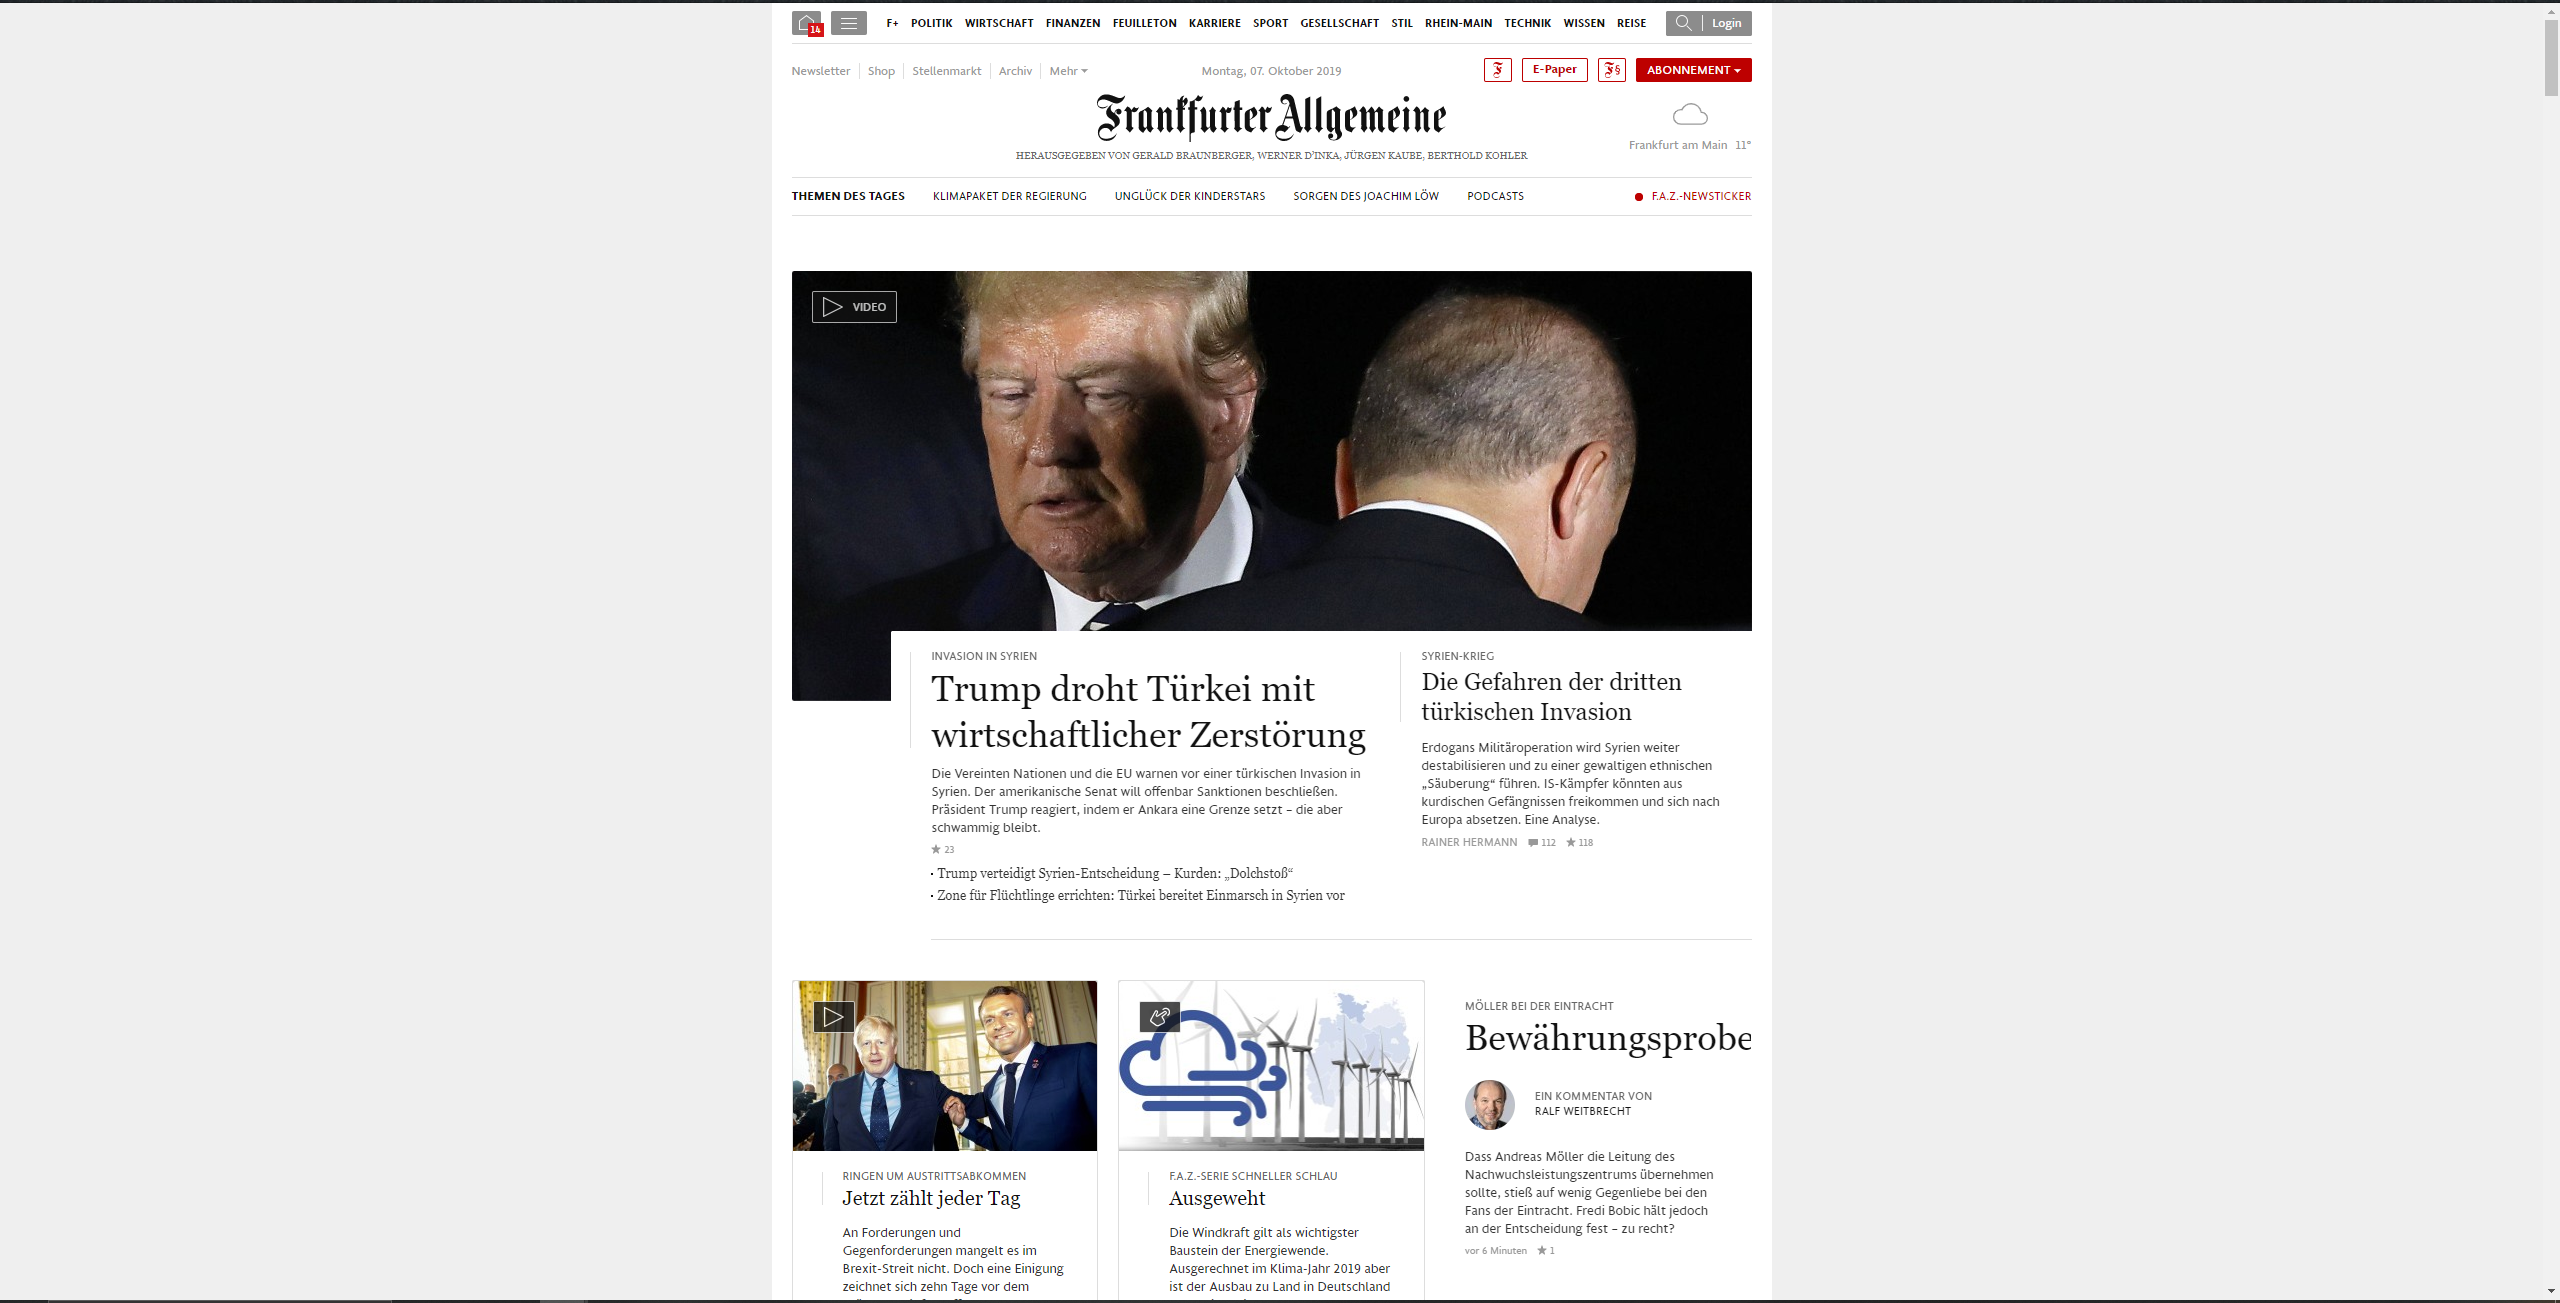 14
F+ POLITIK WIRTSCHAFT FINANZEN FEUILLETON KARRIERE SPORT GESELLSCHAFT STIL RHEIN-MAIN TECHNIK WISSEN REISE
Login
Newsletter Shop Stellenmarkt Archiv Mehr
Montag, 07. Oktober 2019
F E-Paper F§ ABONNEMENT
Frankfurter Allgemeine
HERAUSGEGEBEN VON GERALD BRAUNBERGER, WERNER D'INKA, JÜRGEN KAUBE, BERTHOLD KOHLER
Frankfurt am Main 11°
THEMEN DES TAGES KLIMAPAKET DER REGIERUNG UNGLÜCK DER KINDERSTARS SORGEN DES JOACHIM LÖW PODCASTS F.A.Z.-NEWSTICKER
VIDEO
INVASION IN SYRIEN
Trump droht Türkei mit
wirtschaftlicher Zerstörung
Die Vereinten Nationen und die EU warnen vor einer türkischen Invasion in
Syrien. Der amerikanische Senat will offenbar Sanktionen beschließen.
Präsident Trump reagiert, indem er Ankara eine Grenze setzt – die aber
schwammig bleibt.
23
· Trump verteidigt Syrien-Entscheidung – Kurden: „Dolchstoß“
· Zone für Flüchtlinge errichten: Türkei bereitet Einmarsch in Syrien vor
SYRIEN-KRIEG
Die Gefahren der dritten
türkischen Invasion
Erdogans Militäroperation wird Syrien weiter
destabilisieren und zu einer gewaltigen ethnischen
„Säuberung“ führen. IS-Kämpfer könnten aus
kurdischen Gefängnissen freikommen und sich nach
Europa absetzen. Eine Analyse.
RAINER HERMANN 112 118
RINGEN UM AUSTRITTSABKOMMEN
Jetzt zählt jeder Tag
An Forderungen und
Gegenforderungen mangelt es im
Brexit-Streit nicht. Doch eine Einigung
zeichnet sich zehn Tage vor dem
F.A.Z.-SERIE SCHNELLER SCHLAU
Ausgeweht
Die Windkraft gilt als wichtigster
Baustein der Energiewende.
Ausgerechnet im Klima-Jahr 2019 aber
ist der Ausbau zu Land in Deutschland
MÖLLER BEI DER EINTRACHT
Bewährungsprobe
EIN KOMMENTAR VON
RALF WEITBRECHT
Dass Andreas Möller die Leitung des
Nachwuchsleistungszentrums übernehmen
sollte, stieß auf wenig Gegenliebe bei den
Fans der Eintracht. Fredi Bobic hält jedoch
an der Entscheidung fest – zu recht?
vor 6 Minuten 1